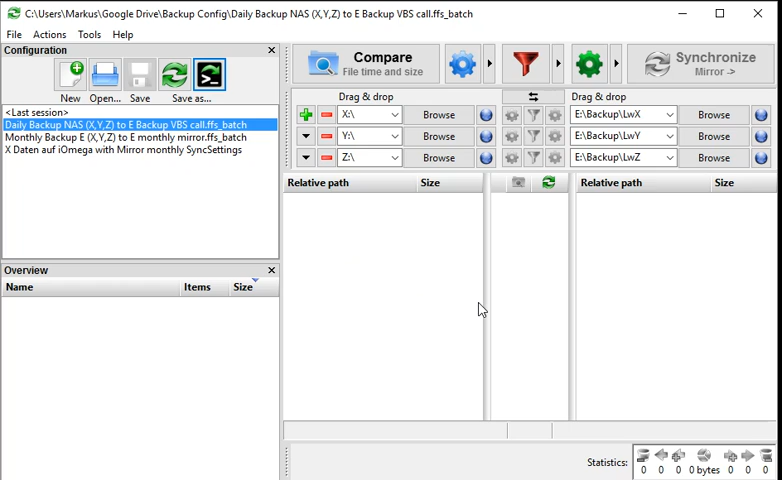 C:\Users\Markus\Google Drive\Backup Config\Daily Backup NAS (X,Y,Z) to E Backup VBS call.ffs_batch
File Actions Tools Help
Configuration
New Open... Save Save as...
<Last session>
Daily Backup NAS (X,Y,Z) to E Backup VBS call.ffs_batch
Monthly Backup E (X,Y,Z) to E monthly mirror.ffs_batch
X Daten auf iOmega with Mirror monthly SyncSettings
Overview
Name Items Size
Compare
File time and size
Synchronize
Mirror ->
Drag & drop Drag & drop
X:\ Browse E:\Backup\LwX Browse
Y:\ Browse E:\Backup\LwY Browse
Z:\ Browse E:\Backup\LwZ Browse
Relative path Size Relative path Size
Statistics: 0 0 0 0 bytes 0 0 0